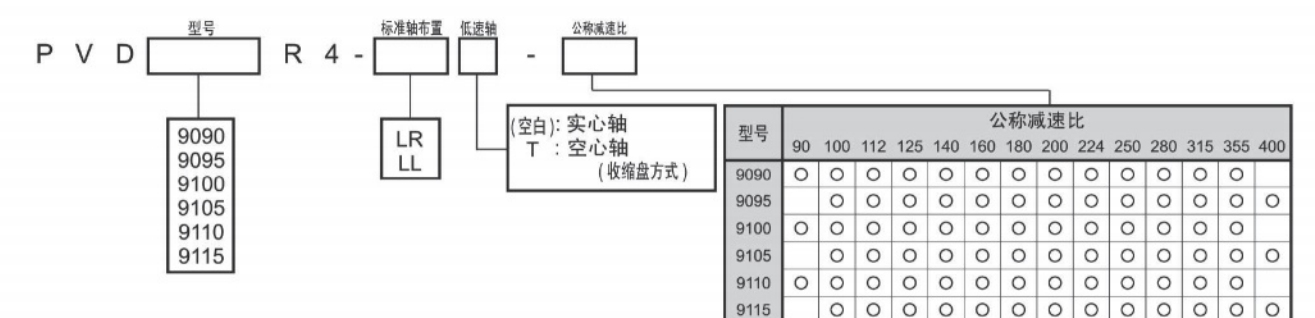 型号 标准轴布置 低速轴 公称减速比
P V D R 4 - -
9090
9095
9100
9105
9110
9115
LR
LL
(空白): 实心轴
T : 空心轴
(收缩盘方式)
型号 公称减速比
90 100 112 125 140 160 180 200 224 250 280 315 355 400
9090 ○ ○ ○ ○ ○ ○ ○ ○ ○ ○ ○ ○ ○
9095 ○ ○ ○ ○ ○ ○ ○ ○ ○ ○ ○ ○ ○
9100 ○ ○ ○ ○ ○ ○ ○ ○ ○ ○ ○ ○ ○
9105 ○ ○ ○ ○ ○ ○ ○ ○ ○ ○ ○ ○ ○
9110 ○ ○ ○ ○ ○ ○ ○ ○ ○ ○ ○ ○ ○
9115 ○ ○ ○ ○ ○ ○ ○ ○ ○ ○ ○ ○ ○